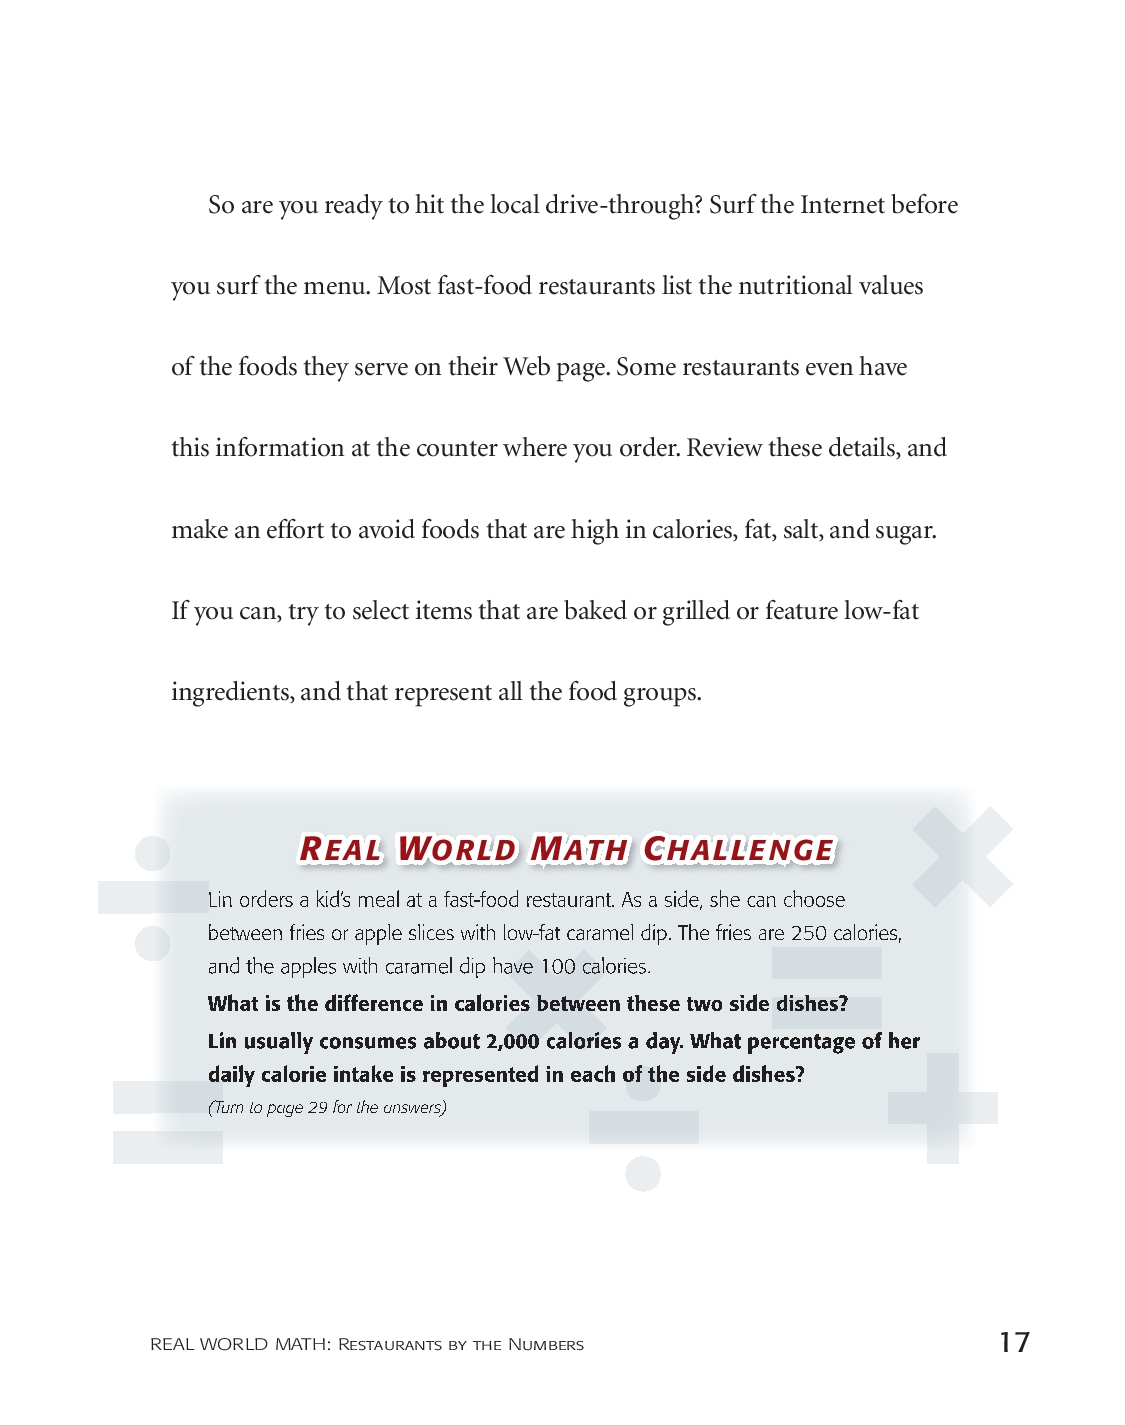 So are you ready to hit the local drive-through? Surf the Internet before
you surf the menu. Most fast-food restaurants list the nutritional values
of the foods they serve on their Web page. Some restaurants even have
this information at the counter where you order. Review these details, and
make an effort to avoid foods that are high in calories, fat, salt, and sugar.
If you can, try to select items that are baked or grilled or feature low-fat
ingredients, and that represent all the food groups.
REAL WORLD MATH CHALLENGE
Lin orders a kid’s meal at a fast-food restaurant. As a side, she can choose
between fries or apple slices with low-fat caramel dip. The fries are 250 calories,
and the apples with caramel dip have 100 calories.
What is the difference in calories between these two side dishes?
Lin usually consumes about 2,000 calories a day. What percentage of her
daily calorie intake is represented in each of the side dishes?
(Turn to page 29 for the answers)
REAL WORLD MATH: RESTAURANTS BY THE NUMBERS
17